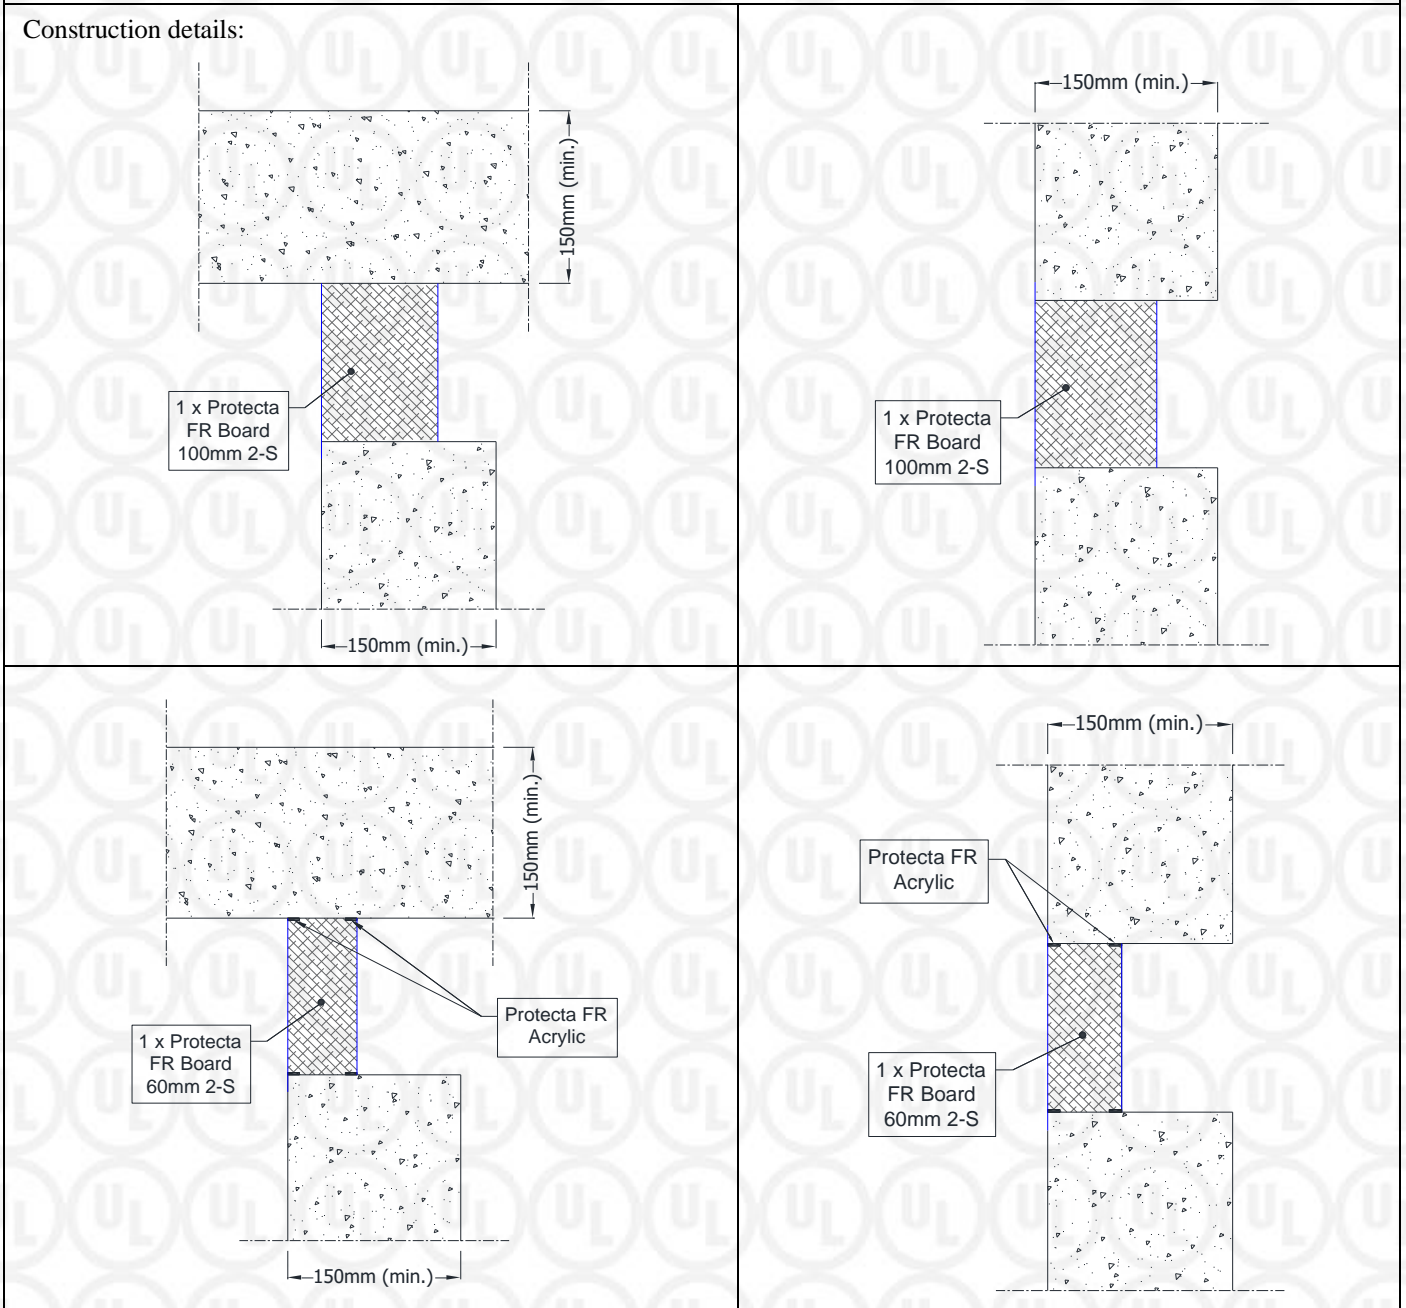 Construction details:
150mm (min.)
1 x Protecta
FR Board
100mm 2-S
150mm (min.)
150mm (min.)
1 x Protecta
FR Board
100mm 2-S
150mm (min.)
Protecta FR
Acrylic
1 x Protecta
FR Board
60mm 2-S
150mm (min.)
150mm (min.)
Protecta FR
Acrylic
1 x Protecta
FR Board
60mm 2-S